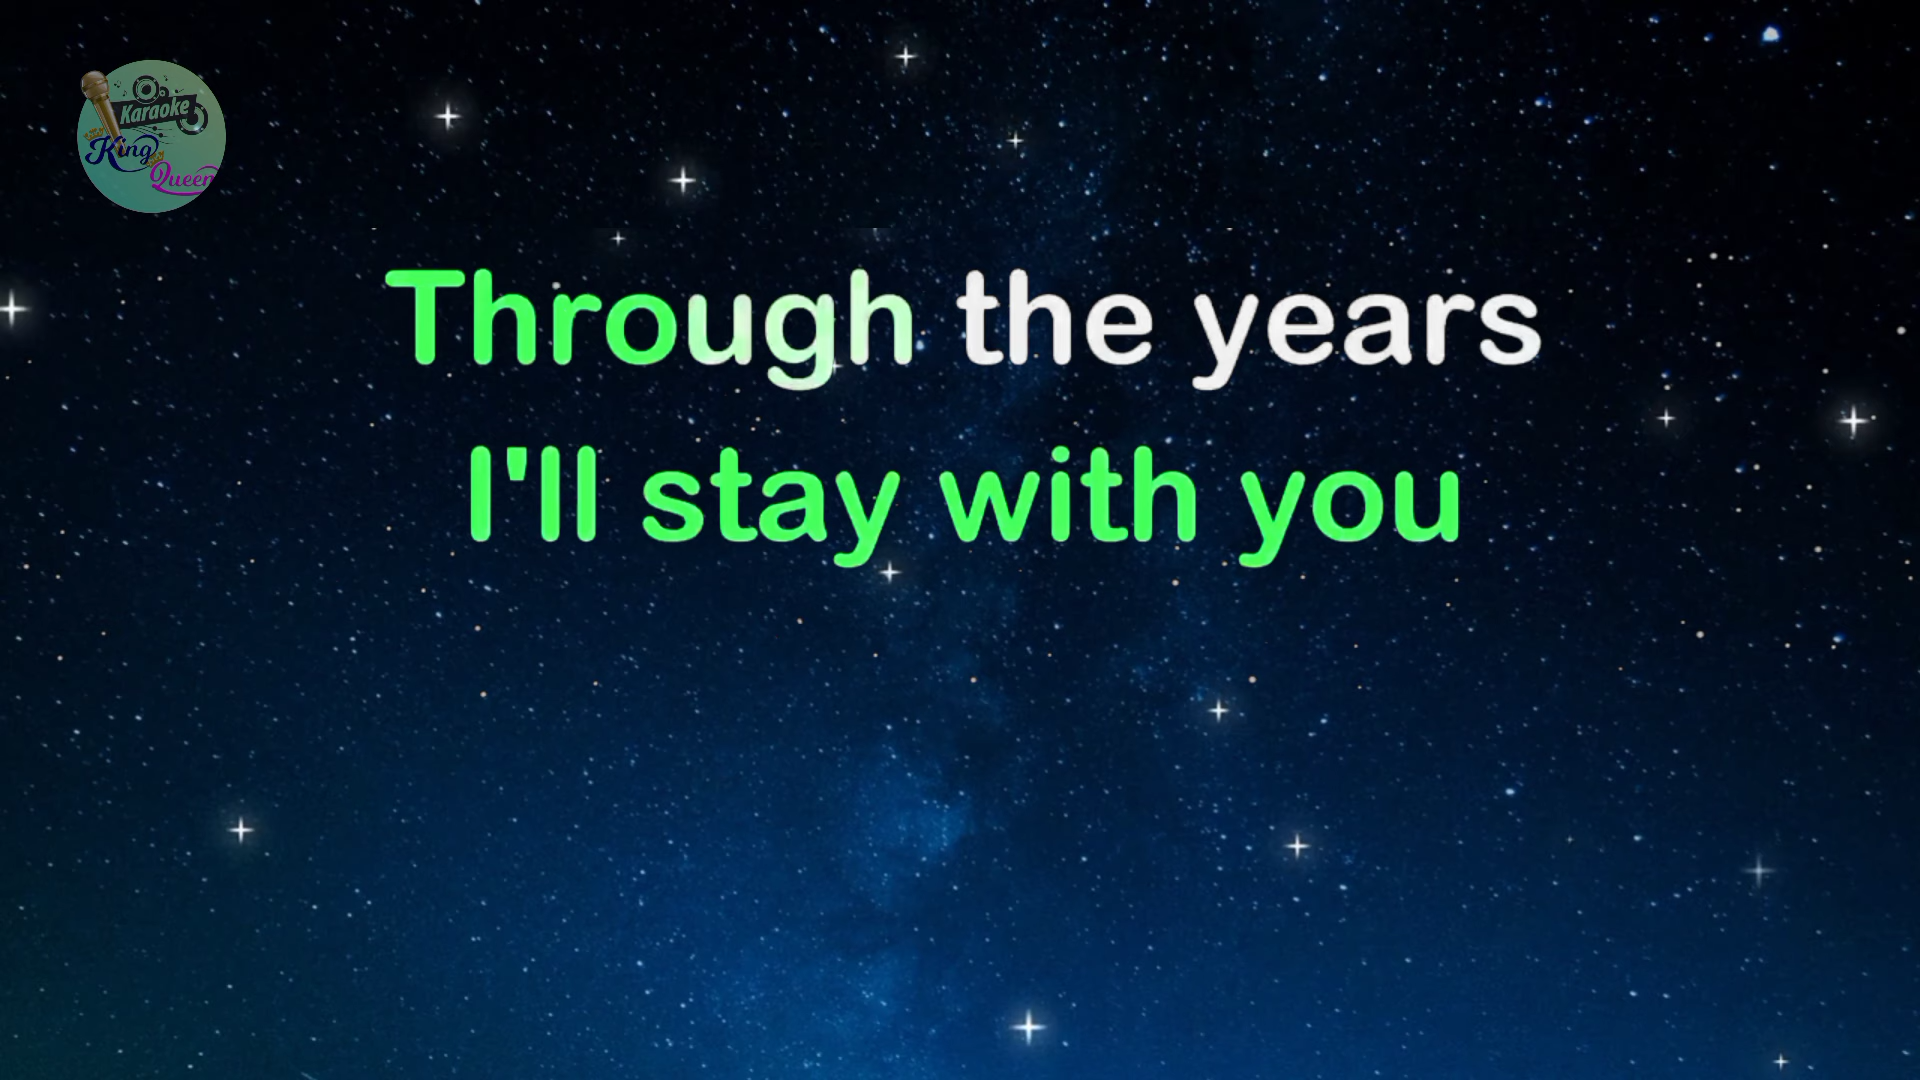 Karaoke
King
Queen
Through the years
I'll stay with you